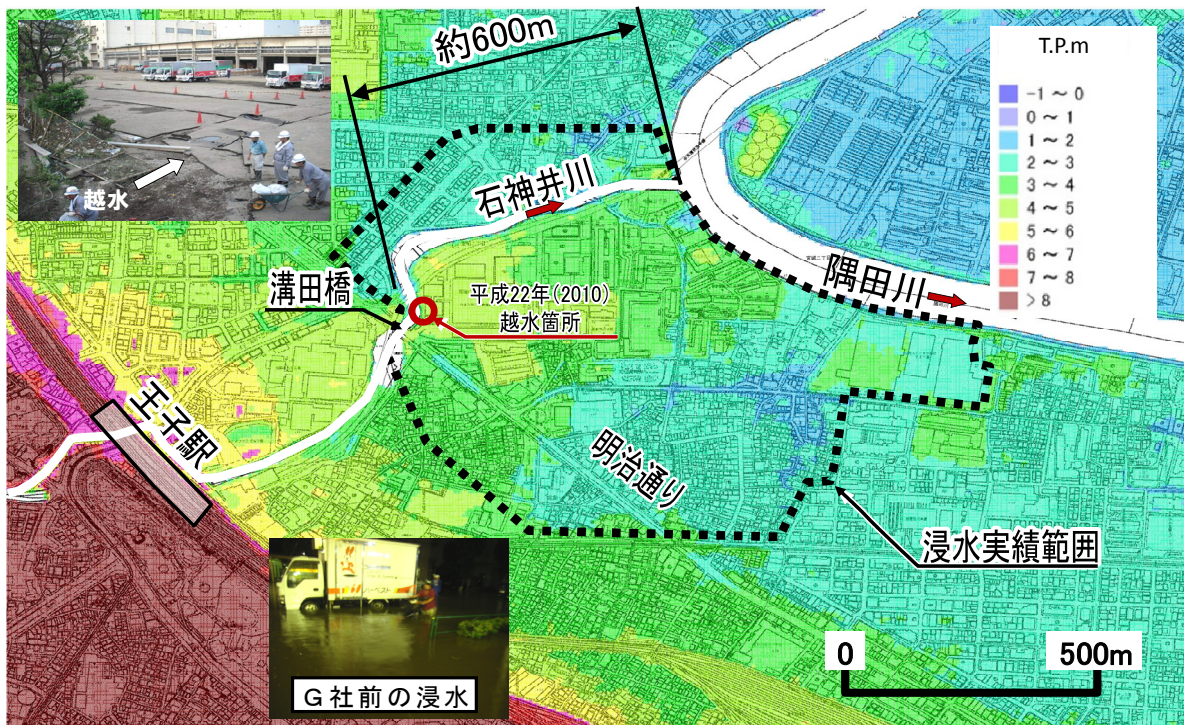 越水
約600m
T.P.m
-1 ~ 0
0 ~ 1
1 ~ 2
2 ~ 3
3 ~ 4
4 ~ 5
5 ~ 6
6 ~ 7
7 ~ 8
>8
石神井川
溝田橋
平成22年(2010)
越水箇所
隅田川
王子駅
明治通り
浸水実績範囲
G社前の浸水
0
500m